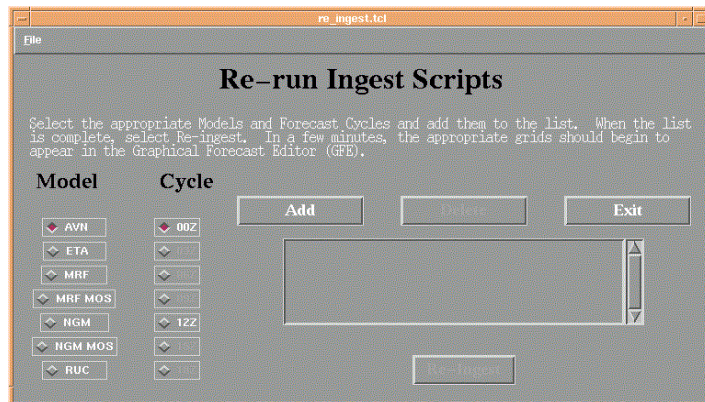 re_ingest.tcl
File
Re-run Ingest Scripts
Select the appropriate Models and Forecast Cycles and add them to the list. When the list
is complete, select Re-ingest. In a few minutes, the appropriate grids should begin to
appear in the Graphical Forecast Editor (GFE).
Model Cycle
Add Delete Exit
AVN 00Z
ETA
MRF
MRF MOS
NGM 12Z
NGM MOS
RUC
Re-Ingest